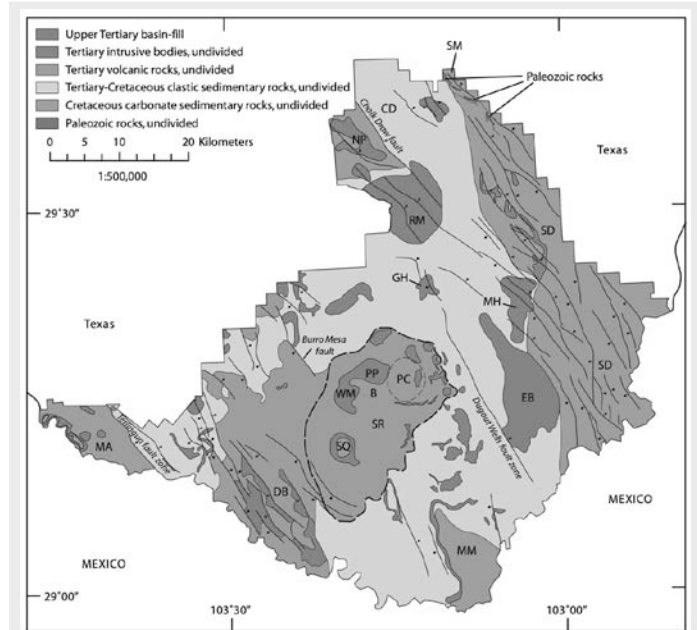 Upper Tertiary basin-fill
Tertiary intrusive bodies, undivided
Tertiary volcanic rocks, undivided
Tertiary-Cretaceous clastic sedimentary rocks, undivided
Cretaceous carbonate sedimentary rocks, undivided
Paleozoic rocks, undivided
0 5 10 20 Kilometers
1:500,000
SM
Paleozoic rocks
CD
Chalk Draw fault
NP
Texas
29°30'
RM
SD
GH
MH
Texas
Burro Mesa
fault
PP
PC
WM
B
EB
SD
SR
Dugout Wells fault zone
MA
SQ
DB
MEXICO
MM
MEXICO
29°00'
103°30'
103°00'